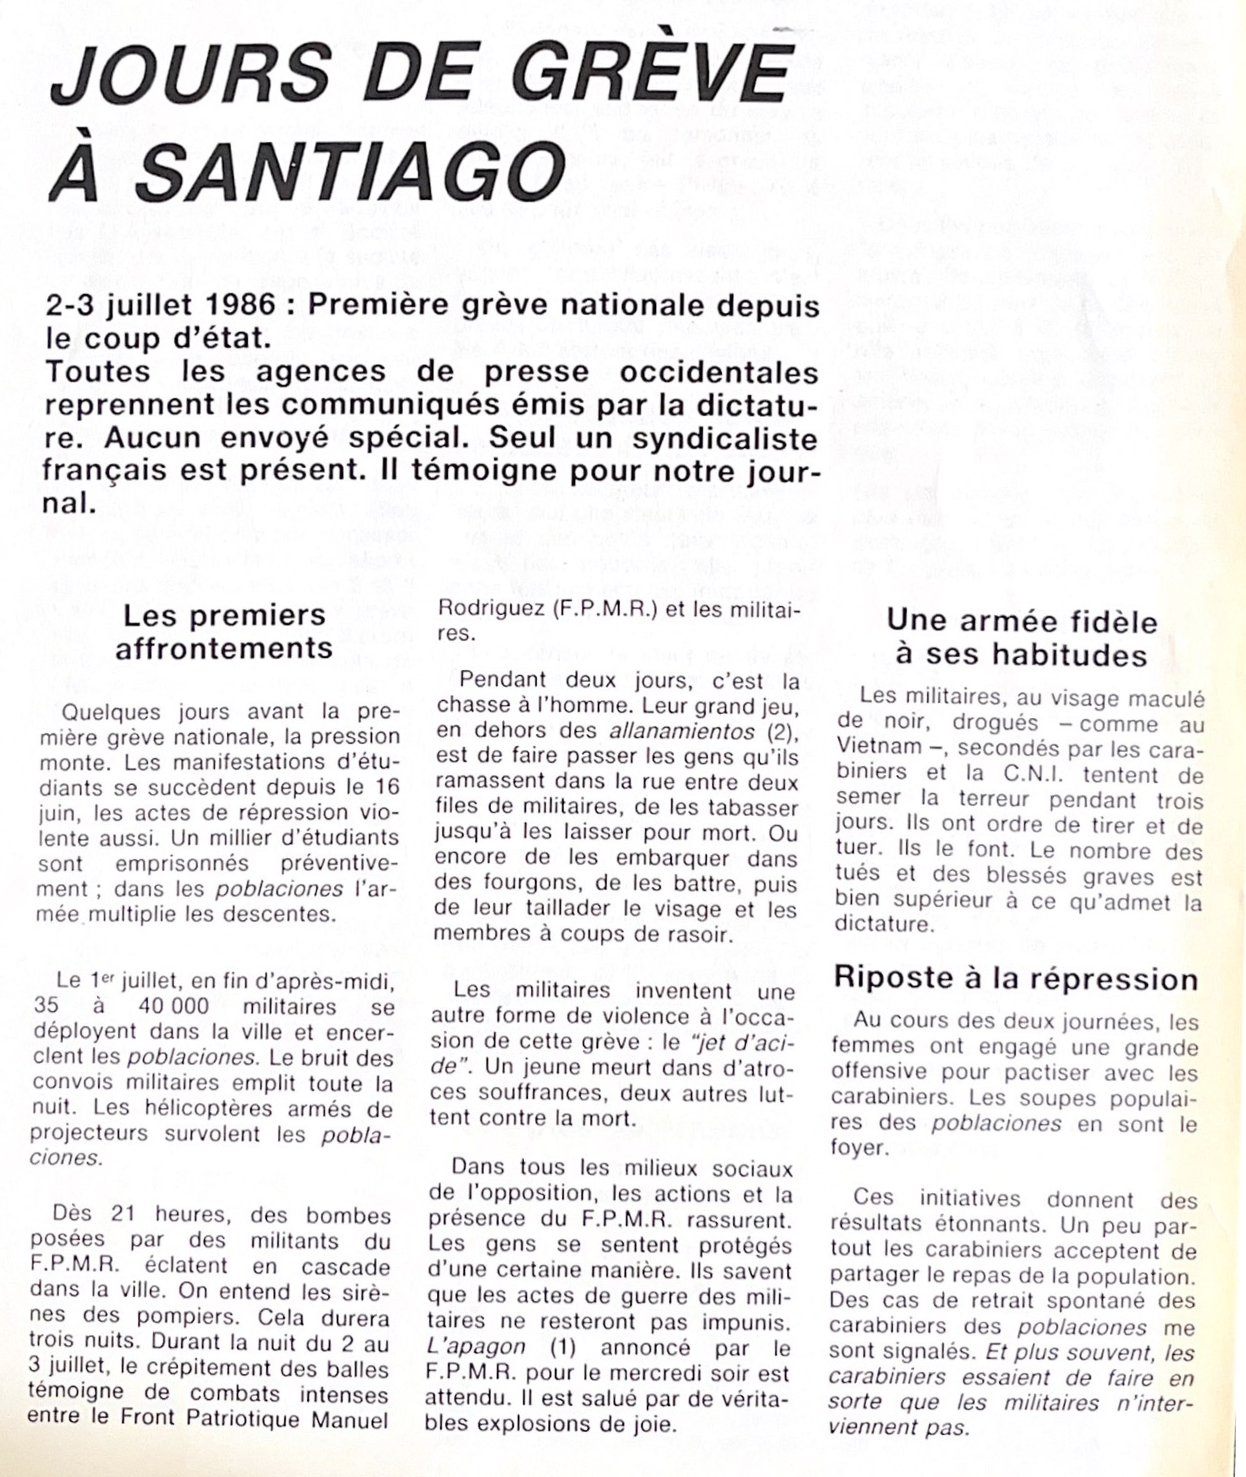 JOURS DE GRÈVE
À SANTIAGO
2-3 juillet 1986 : Première grève nationale depuis
le coup d'état.
Toutes les agences de presse occidentales
reprennent les communiqués émis par la dictatu-
re. Aucun envoyé spécial. Seul un syndicaliste
français est présent. Il témoigne pour notre jour-
nal.
Les premiers
affrontements
Quelques jours avant la pre-
mière grève nationale, la pression
monte. Les manifestations d'étu-
diants se succèdent depuis le 16
juin, les actes de répression vio-
lente aussi. Un millier d'étudiants
sont emprisonnés préventive-
ment ; dans les poblaciones l'ar-
mée multiplie les descentes.
Le 1er juillet, en fin d'après-midi,
35 à 40 000 militaires se
déployent dans la ville et encer-
clent les poblaciones. Le bruit des
convois militaires emplit toute la
nuit. Les hélicoptères armés de
projecteurs survolent les pobla-
ciones.
Dès 21 heures, des bombes
posées par des militants du
F.P.M.R. éclatent en cascade
dans la ville. On entend les sirè-
nes des pompiers. Cela durera
trois nuits. Durant la nuit du 2 au
3 juillet, le crépitement des balles
témoigne de combats intenses
entre le Front Patriotique Manuel
Rodriguez (F.P.M.R.) et les militai-
res.
Pendant deux jours, c'est la
chasse à l'homme. Leur grand jeu,
en dehors des allanamientos (2),
est de faire passer les gens qu'ils
ramassent dans la rue entre deux
files de militaires, de les tabasser
jusqu'à les laisser pour mort. Ou
encore de les embarquer dans
des fourgons, de les battre, puis
de leur taillader le visage et les
membres à coups de rasoir.
Les militaires inventent une
autre forme de violence à l'occa-
sion de cette grève : le "jet d'aci-
de". Un jeune meurt dans d'atro-
ces souffrances, deux autres lut-
tent contre la mort.
Dans tous les milieux sociaux
de l'opposition, les actions et la
présence du F.P.M.R. rassurent.
Les gens se sentent protégés
d'une certaine manière. Ils savent
que les actes de guerre des mili-
taires ne resteront pas impunis.
L'apagon (1) annoncé par le
F.P.M.R. pour le mercredi soir est
attendu. Il est salué par de vérita-
bles explosions de joie.
Une armée fidèle
à ses habitudes
Les militaires, au visage maculé
de noir, drogués – comme au
Vietnam –, secondés par les cara-
biniers et la C.N.I. tentent de
semer la terreur pendant trois
jours. Ils ont ordre de tirer et de
tuer. Ils le font. Le nombre des
tués et des blessés graves est
bien supérieur à ce qu'admet la
dictature.
Riposte à la répression
Au cours des deux journées, les
femmes ont engagé une grande
offensive pour pactiser avec les
carabiniers. Les soupes populai-
res des poblaciones en sont le
foyer.
Ces initiatives donnent des
résultats étonnants. Un peu par-
tout les carabiniers acceptent de
partager le repas de la population.
Des cas de retrait spontané des
carabiniers des poblaciones me
sont signalés. Et plus souvent, les
carabiniers essaient de faire en
sorte que les militaires n'inter-
viennent pas.